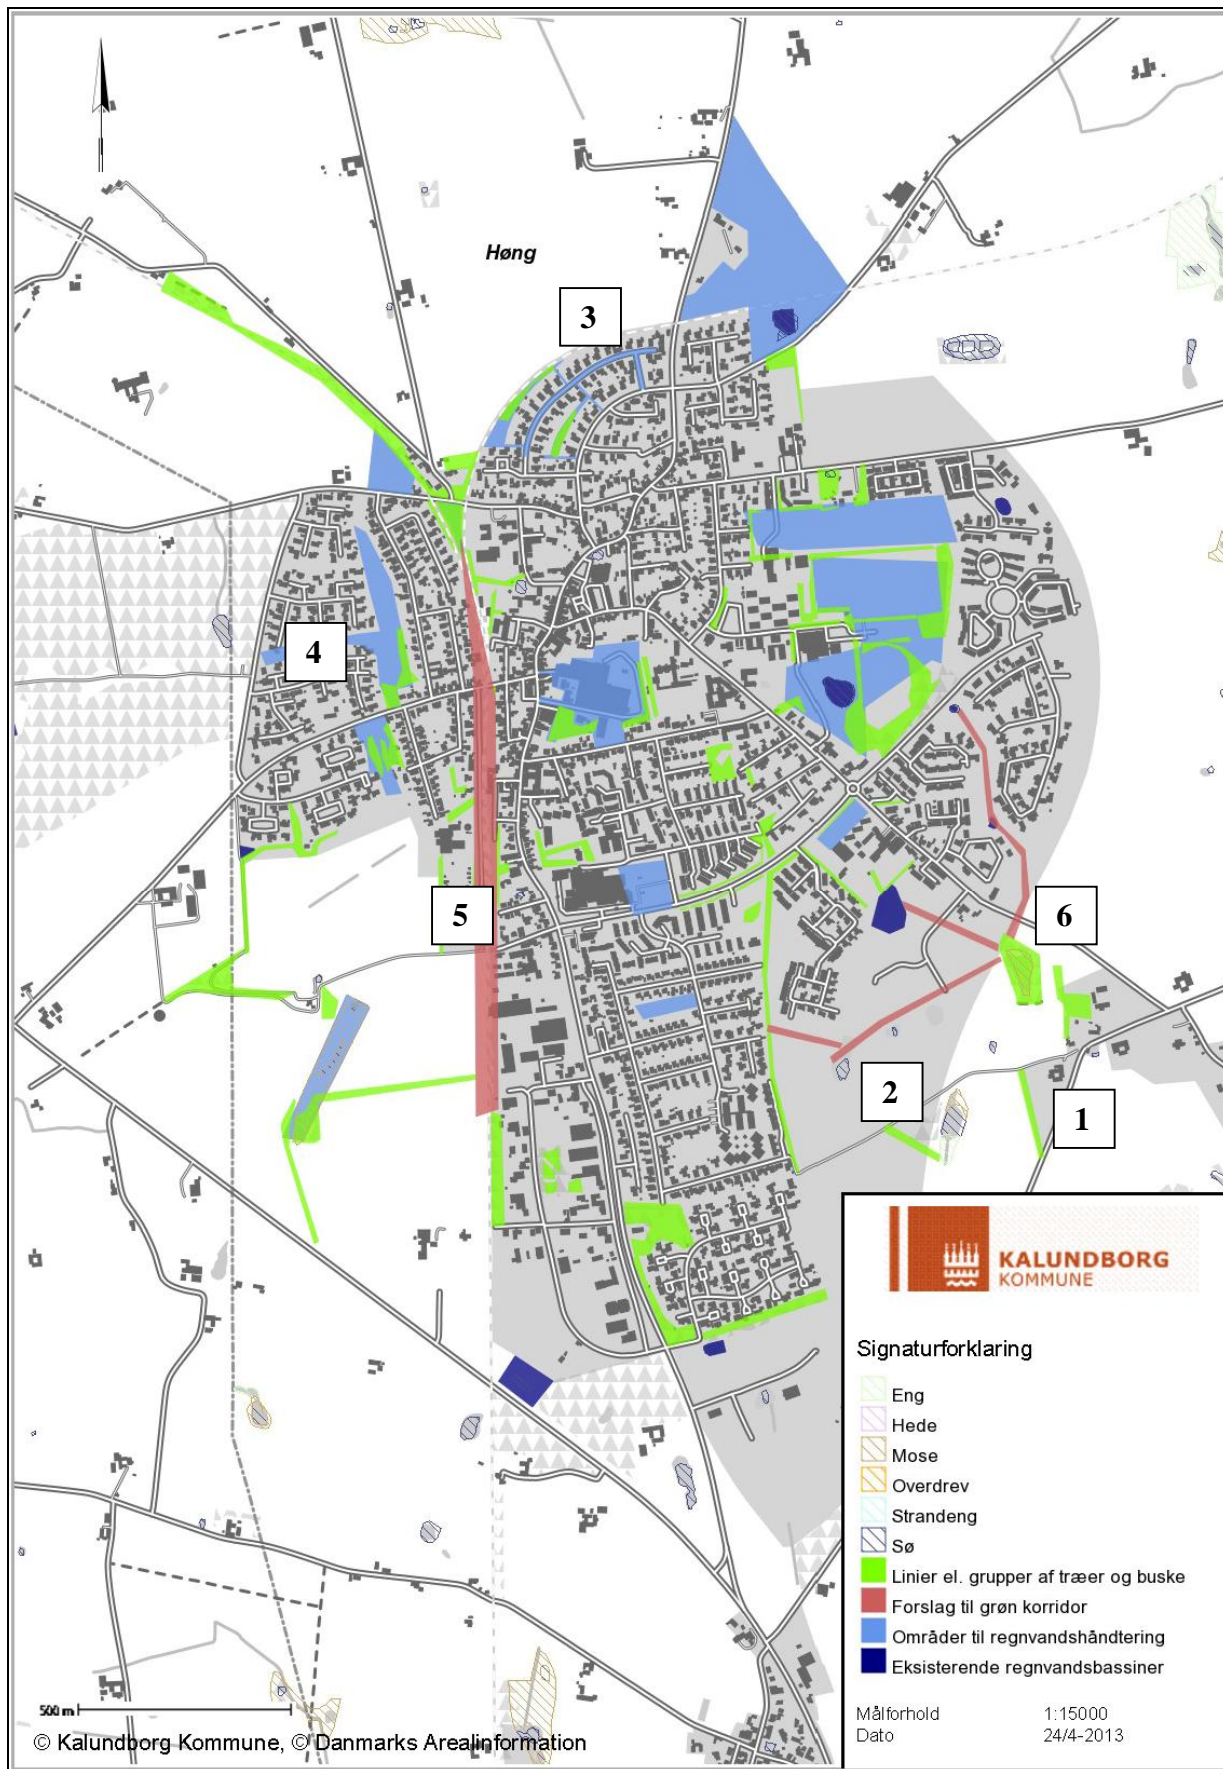 Høng
3
4
5
6
2
1
KALUNDBORG
KOMMUNE
Signaturforklaring
Eng
Hede
Mose
Overdrev
Strandeng
Sø
Linier el. grupper af træer og buske
Forslag til grøn korridor
Områder til regnvandshåndtering
Eksisterende regnvandsbassiner
Målforhold 1:15000
Dato 24/4-2013
500 m
© Kalundborg Kommune, © Danmarks Arealinformation